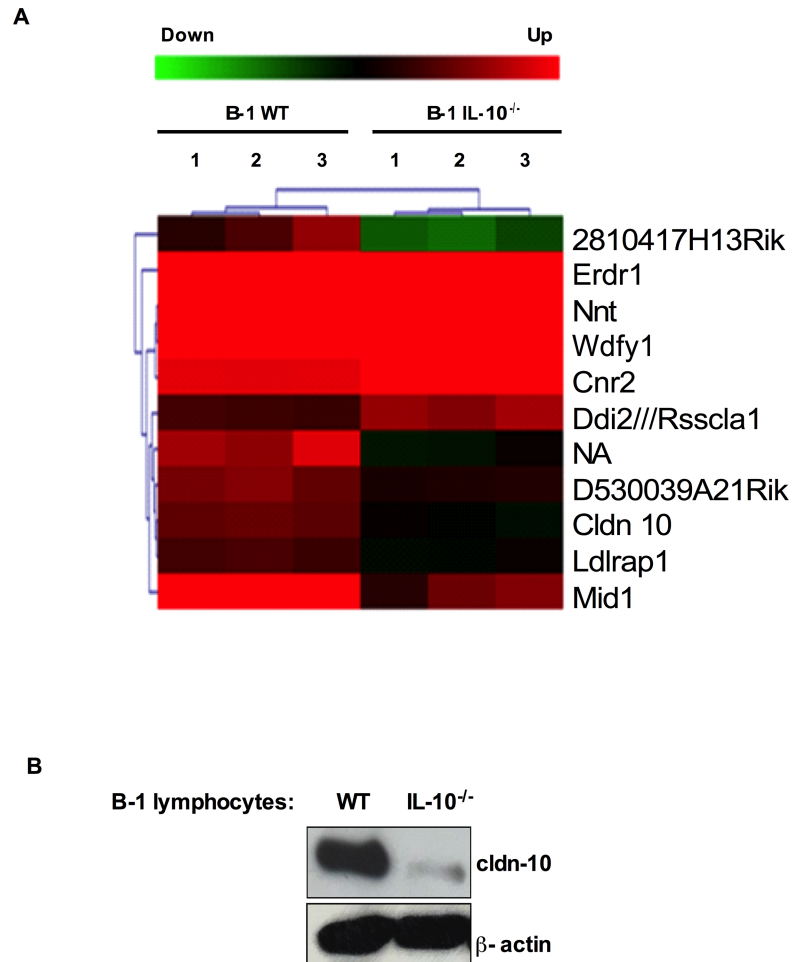 A
Down Up
B-1 WT B-1 IL-10-/-
1 2 3 1 2 3
2810417H13Rik
Erdr1
Nnt
Wdfy1
Cnr2
Ddi2///Rsscla1
NA
D530039A21Rik
Cldn 10
Ldlrap1
Mid1
B
B-1 lymphocytes: WT IL-10-/-
cldn-10
β- actin